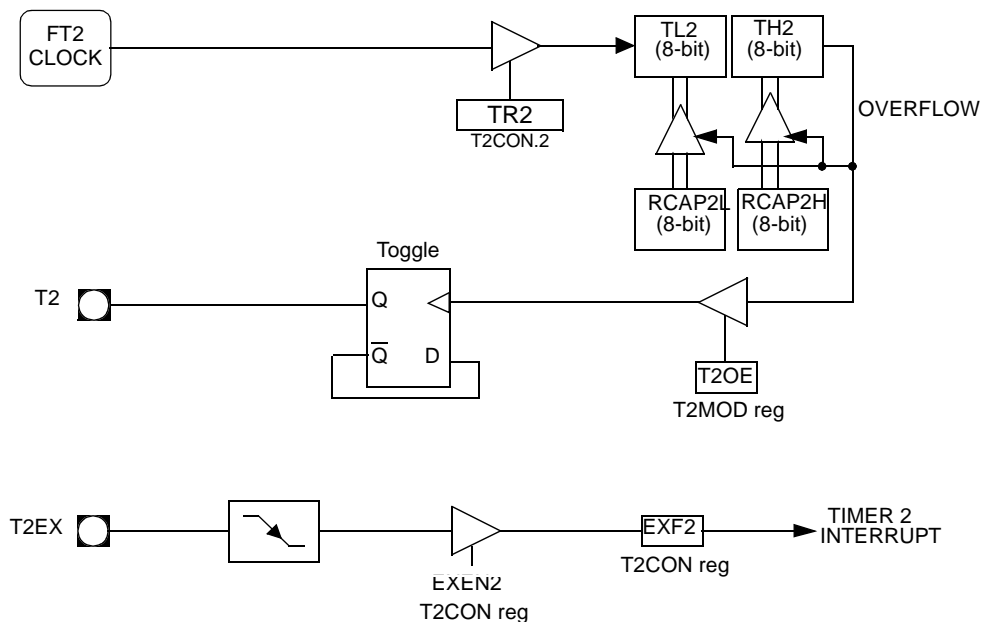 FT2
CLOCK
TL2
(8-bit)
TH2
(8-bit)
TR2
T2CON.2
OVERFLOW
RCAP2L
(8-bit)
RCAP2H
(8-bit)
Toggle
T2
Q
Q̅
D
T2OE
T2MOD reg
T2EX
EXEN2
T2CON reg
EXF2
T2CON reg
TIMER 2
INTERRUPT